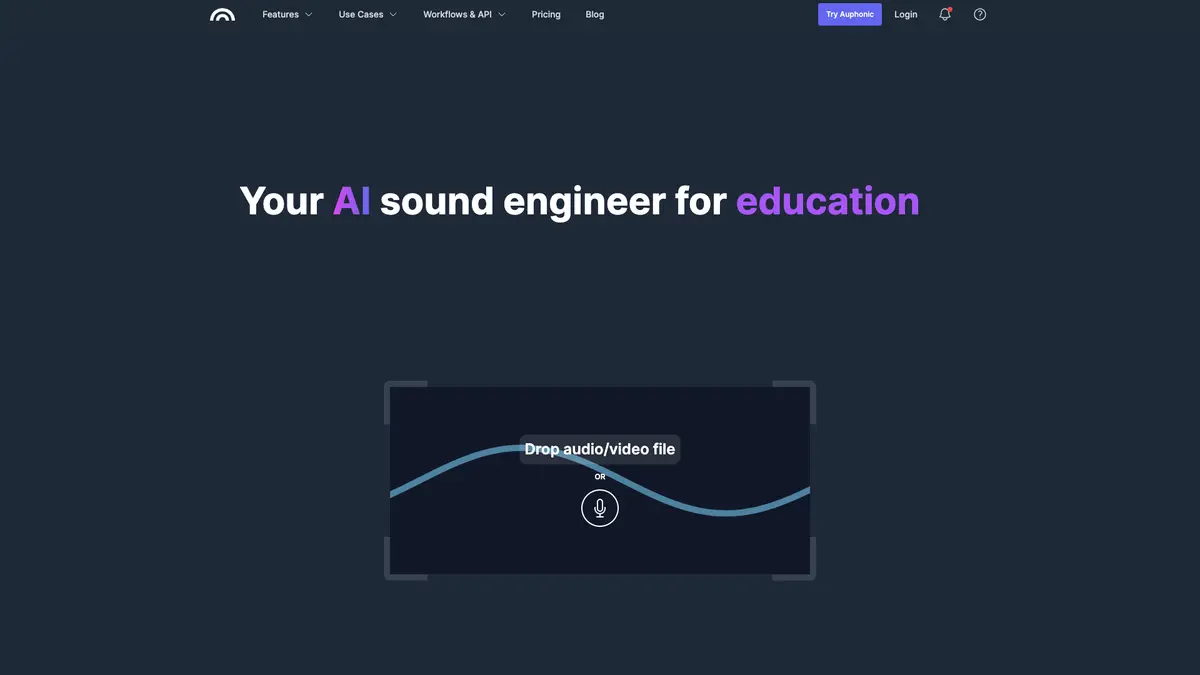 Features Use Cases Workflows & API Pricing Blog Try Auphonic Login
Your AI sound engineer for education
Drop audio/video file
OR